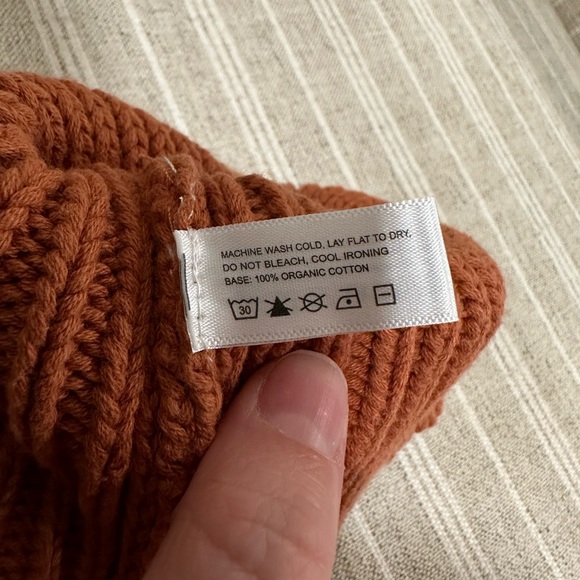 MACHINE WASH COLD, LAY FLAT TO DRY,
DO NOT BLEACH, COOL IRONING
BASE: 100% ORGANIC COTTON
30